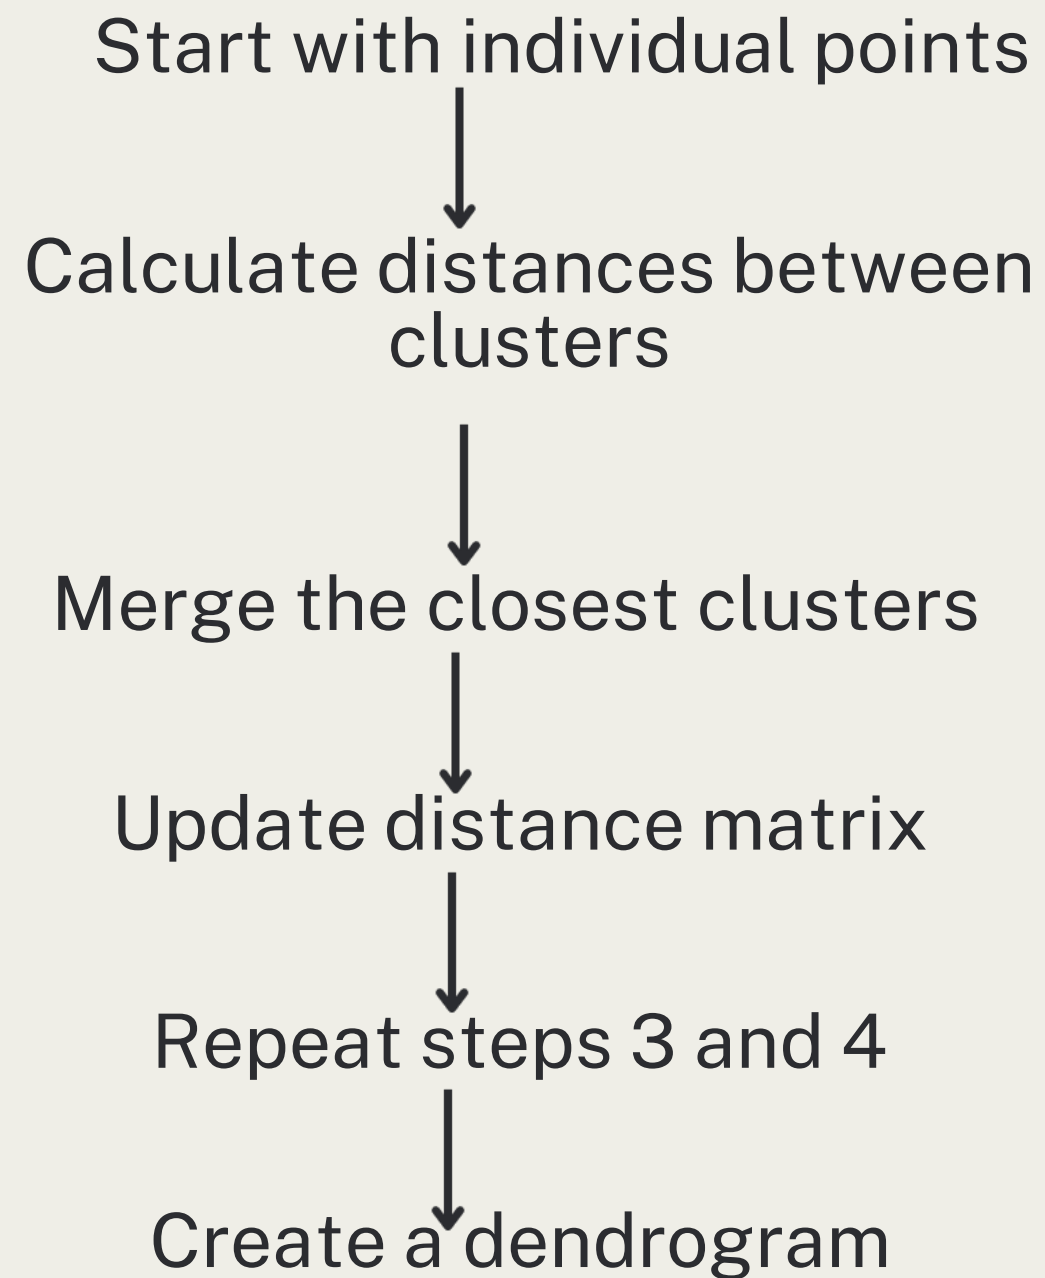 Start with individual points
Calculate distances between
clusters
Merge the closest clusters
Update distance matrix
Repeat steps 3 and 4
Create a dendrogram